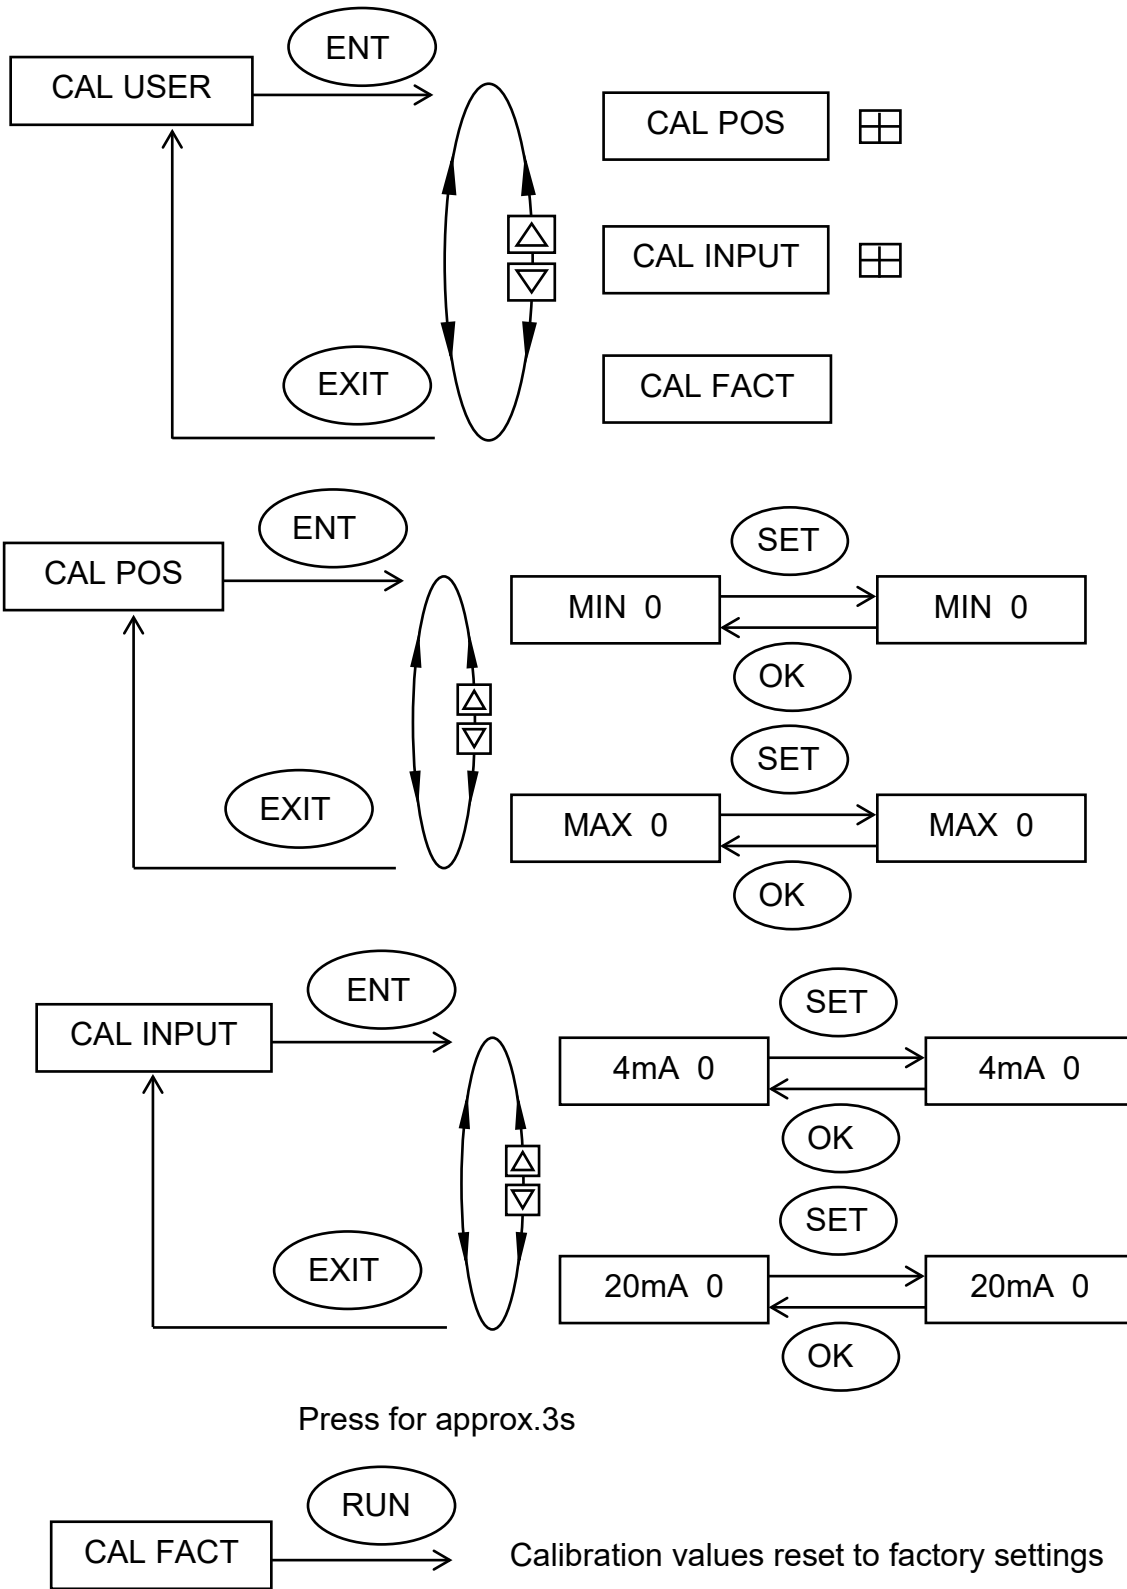 ENT
CAL USER
CAL POS
CAL INPUT
EXIT
CAL FACT
ENT
SET
CAL POS
MIN 0
MIN 0
OK
SET
EXIT
MAX 0
MAX 0
OK
ENT
SET
CAL INPUT
4mA 0
4mA 0
OK
SET
EXIT
20mA 0
20mA 0
OK
Press for approx.3s
RUN
CAL FACT
Calibration values reset to factory settings